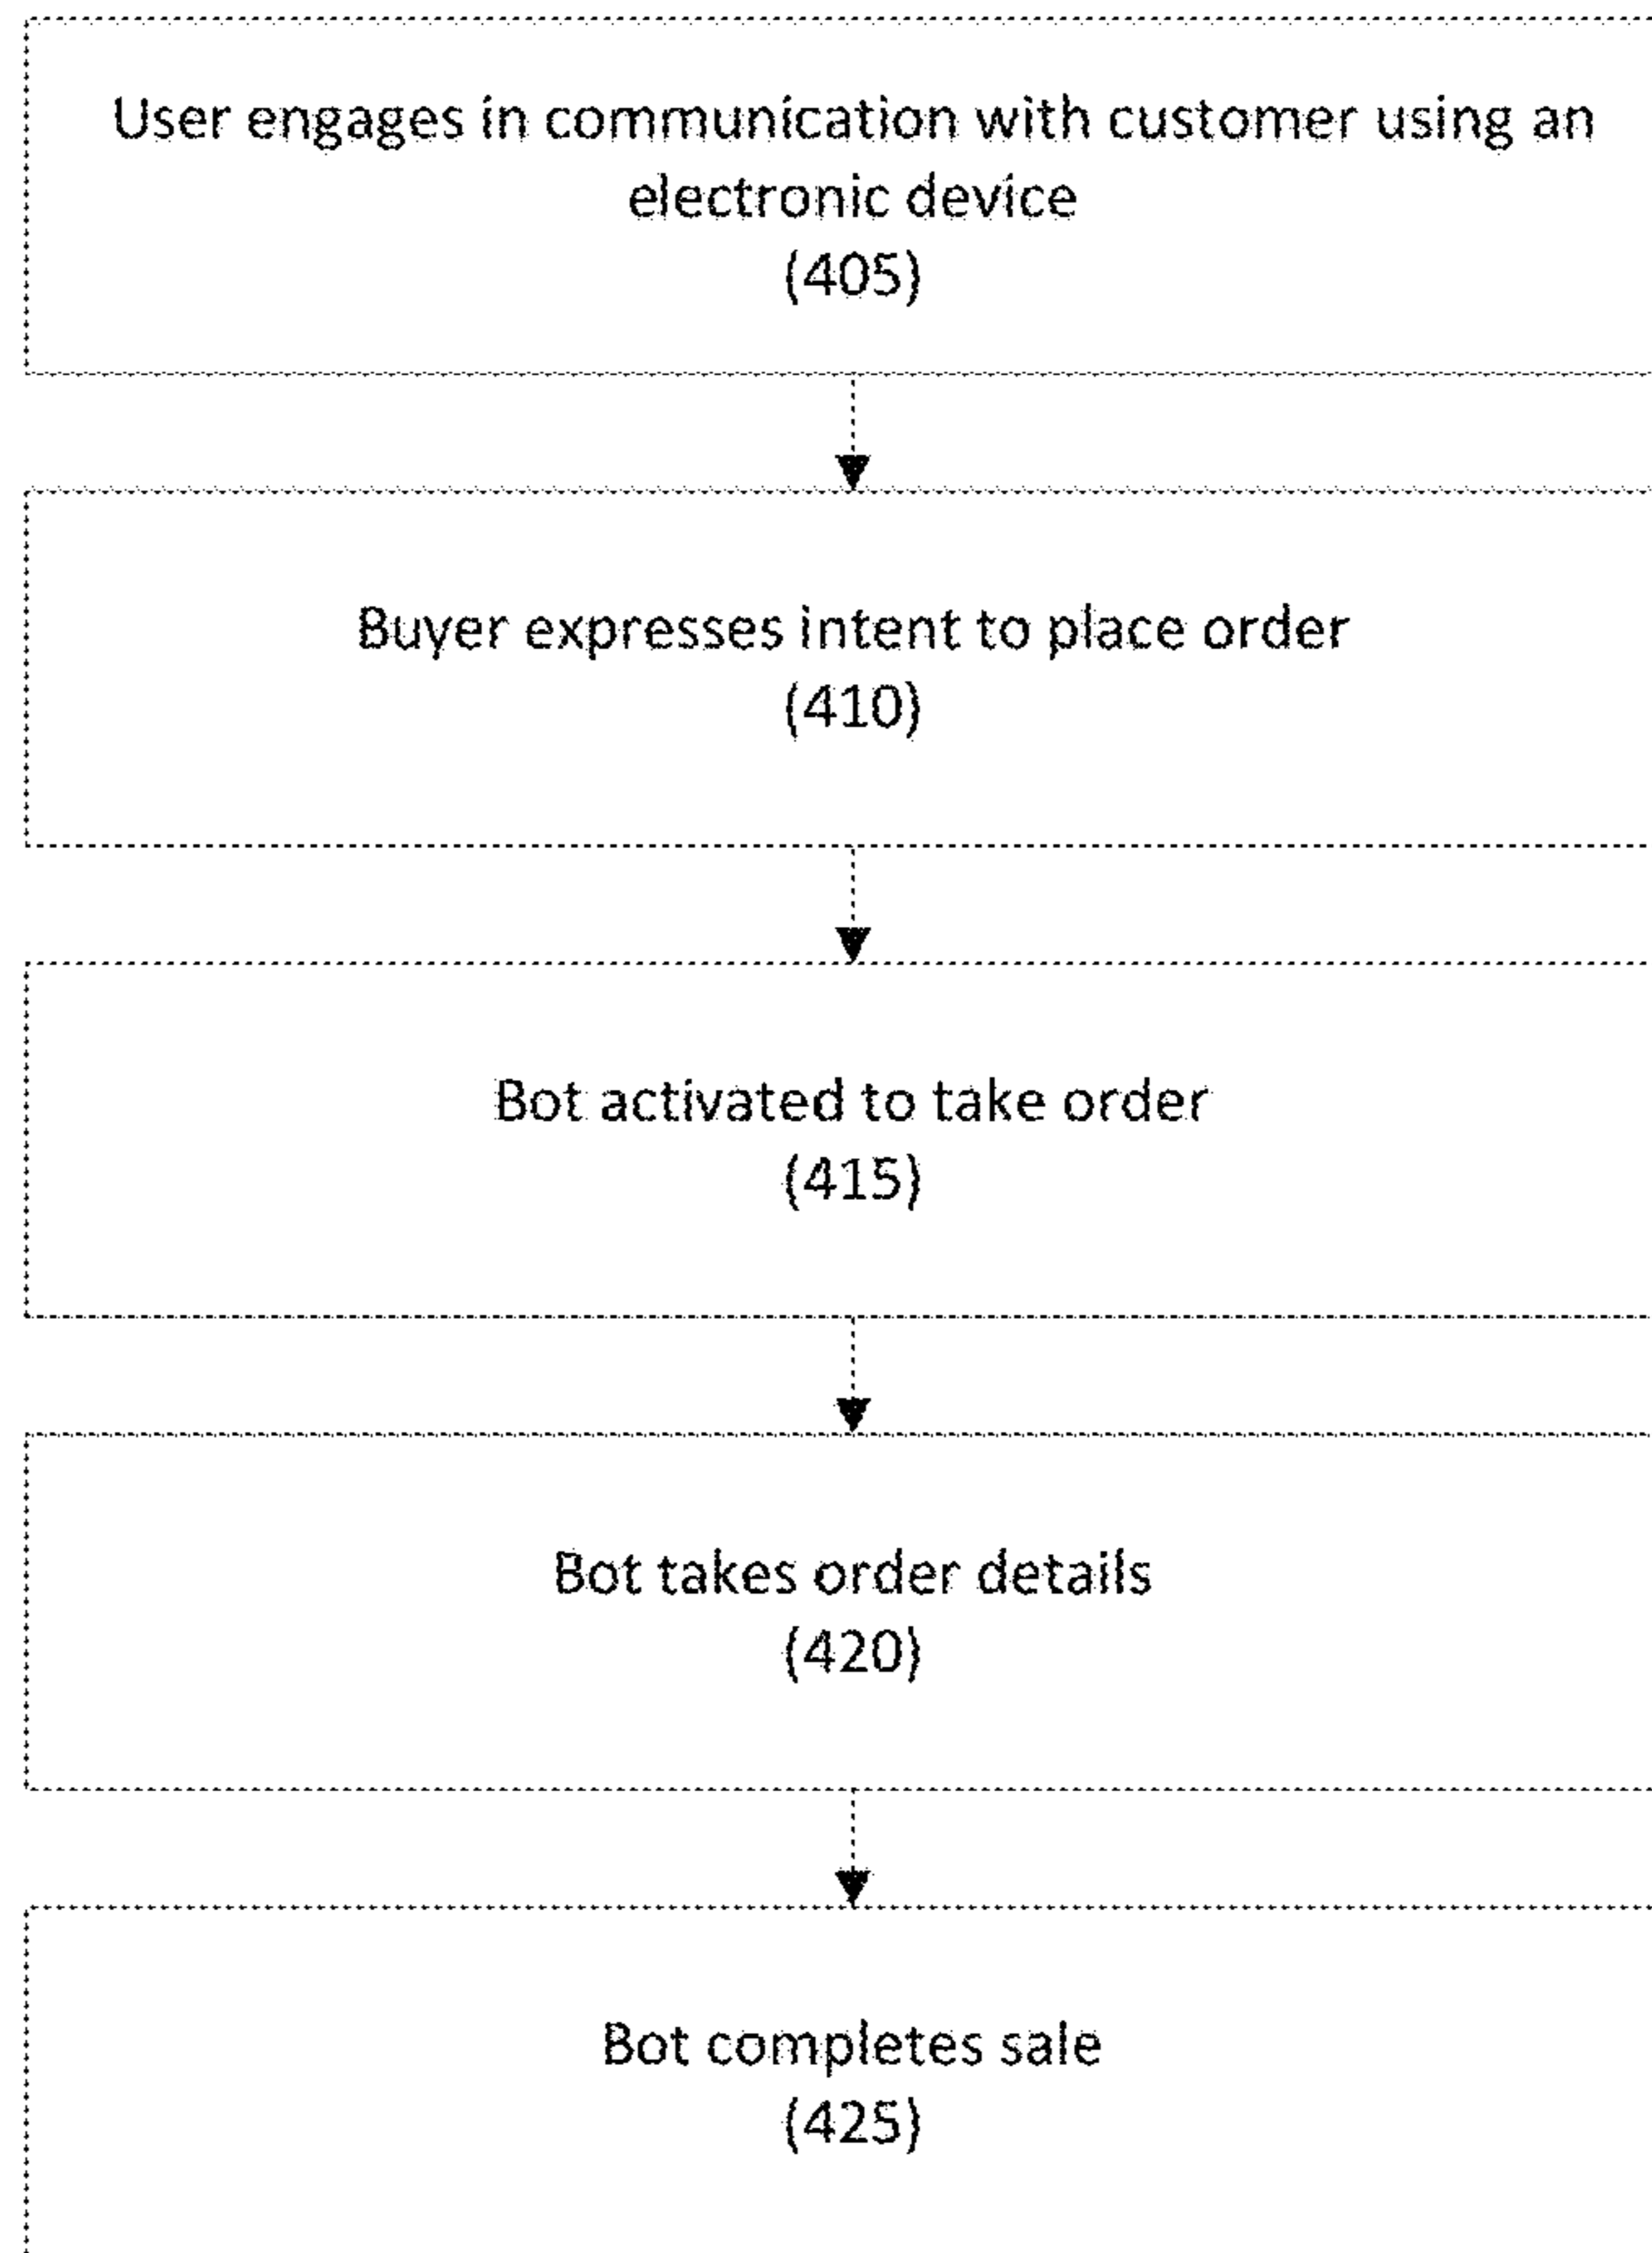 User engages in communication with customer using an
electronic device
(405)
Buyer expresses intent to place order
(410)
Bot activated to take order
(415)
Bot takes order details
(420)
Bot completes sale
(425)